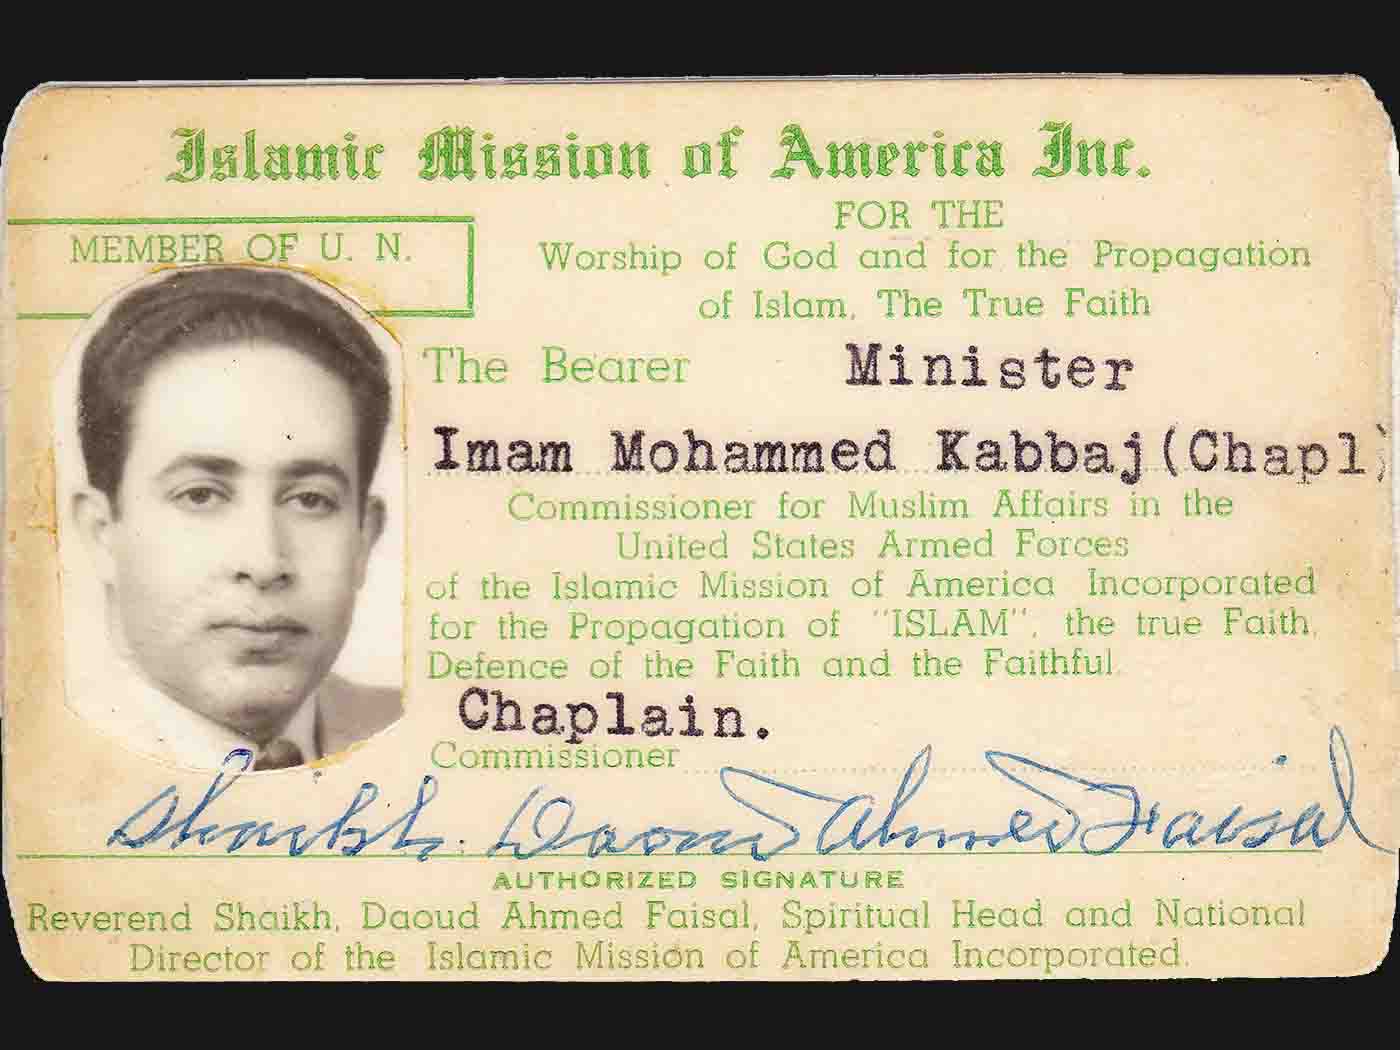 Islamic Mission of America Inc.
MEMBER OF U. N.
FOR THE
Worship of God and for the Propagation
of Islam, The True Faith
The Bearer Minister
Imam Mohammed Kabbaj(Chapl)
Commissioner for Muslim Affairs in the
United States Armed Forces
of the Islamic Mission of America Incorporated
for the Propagation of "ISLAM", the true Faith,
Defence of the Faith and the Faithful
Chaplain.
Commissioner
Shaikh. Daoud Ahmed Faisal
AUTHORIZED SIGNATURE
Reverend Shaikh, Daoud Ahmed Faisal, Spiritual Head and National
Director of the Islamic Mission of America Incorporated.